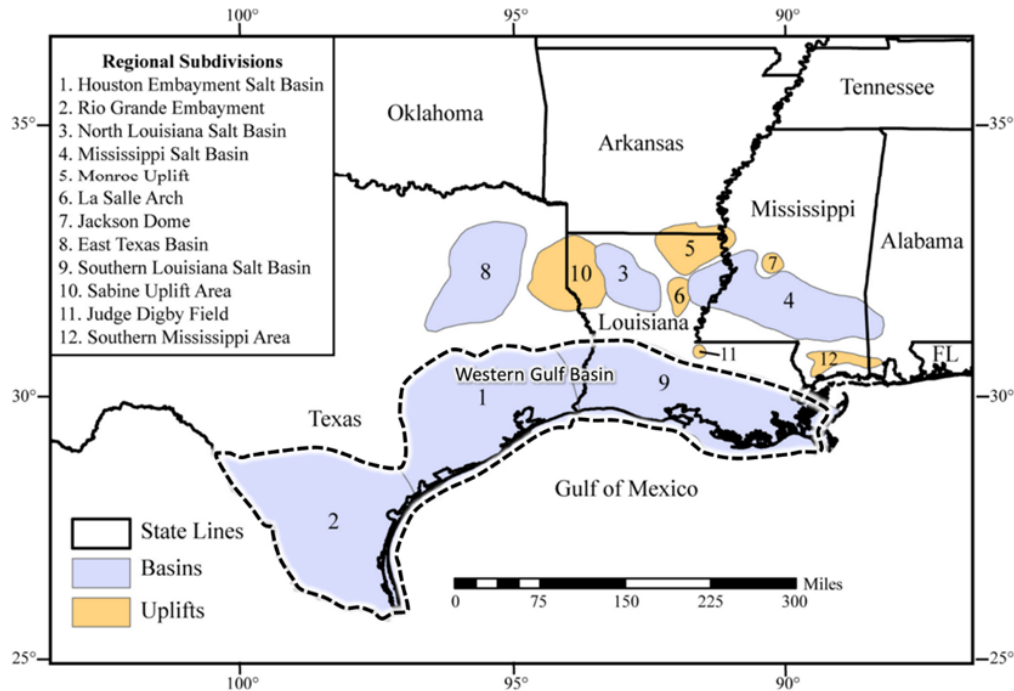 100° 95° 90°
Regional Subdivisions
1. Houston Embayment Salt Basin
2. Rio Grande Embayment
3. North Louisiana Salt Basin
4. Mississippi Salt Basin
5. Monroe Uplift
6. La Salle Arch
7. Jackson Dome
8. East Texas Basin
9. Southern Louisiana Salt Basin
10. Sabine Uplift Area
11. Judge Digby Field
12. Southern Mississippi Area
Tennessee
Oklahoma
35° 35°
Arkansas
Mississippi
Alabama
5
7
8 10 3
6 4
Louisiana
11 12 FL
Western Gulf Basin
9
1
30° 30°
Texas
Gulf of Mexico
2
State Lines
Basins
Uplifts
Miles
0 75 150 225 300
25° 25°
100° 95° 90°